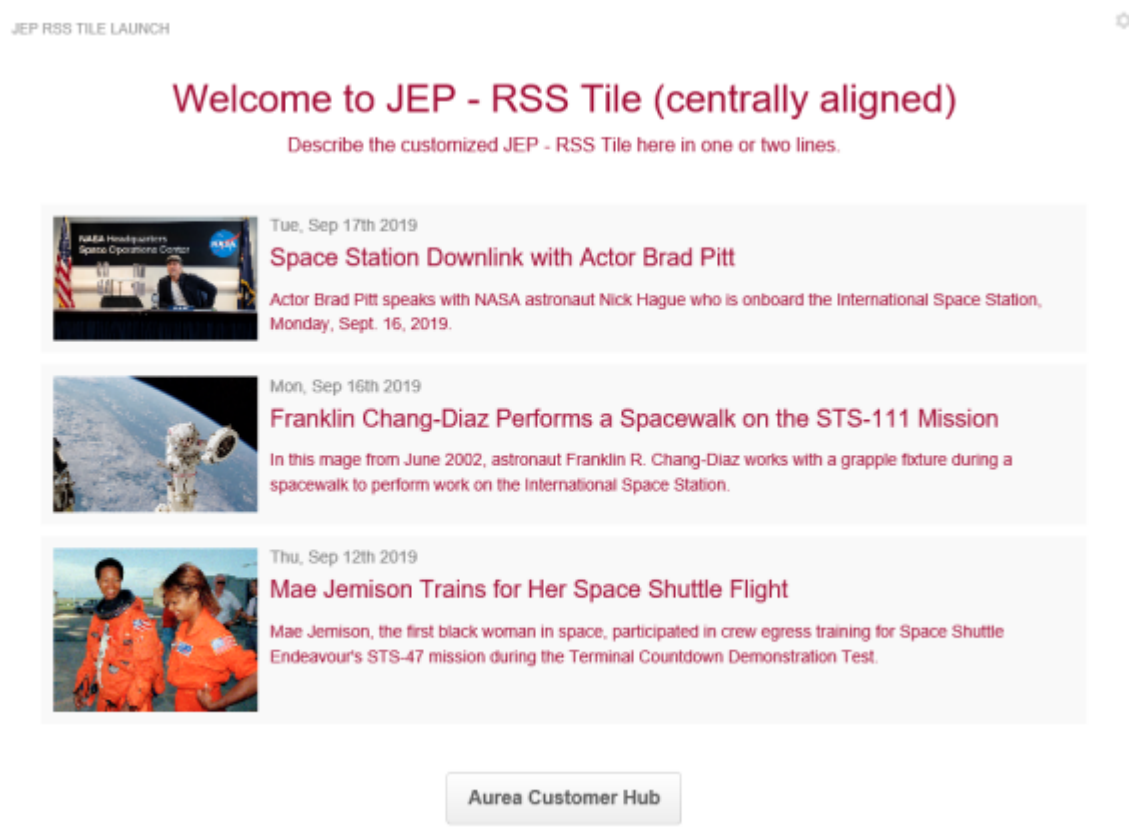 JEP RSS TILE LAUNCH
Welcome to JEP - RSS Tile (centrally aligned)
Describe the customized JEP - RSS Tile here in one or two lines.
NASA Headquarters
Space Operations Center
NASA
Tue, Sep 17th 2019
Space Station Downlink with Actor Brad Pitt
Actor Brad Pitt speaks with NASA astronaut Nick Hague who is onboard the International Space Station,
Monday, Sept. 16, 2019.
Mon, Sep 16th 2019
Franklin Chang-Diaz Performs a Spacewalk on the STS-111 Mission
In this mage from June 2002, astronaut Franklin R. Chang-Diaz works with a grapple fixture during a
spacewalk to perform work on the International Space Station.
Thu, Sep 12th 2019
Mae Jemison Trains for Her Space Shuttle Flight
Mae Jemison, the first black woman in space, participated in crew egress training for Space Shuttle
Endeavour's STS-47 mission during the Terminal Countdown Demonstration Test.
Aurea Customer Hub